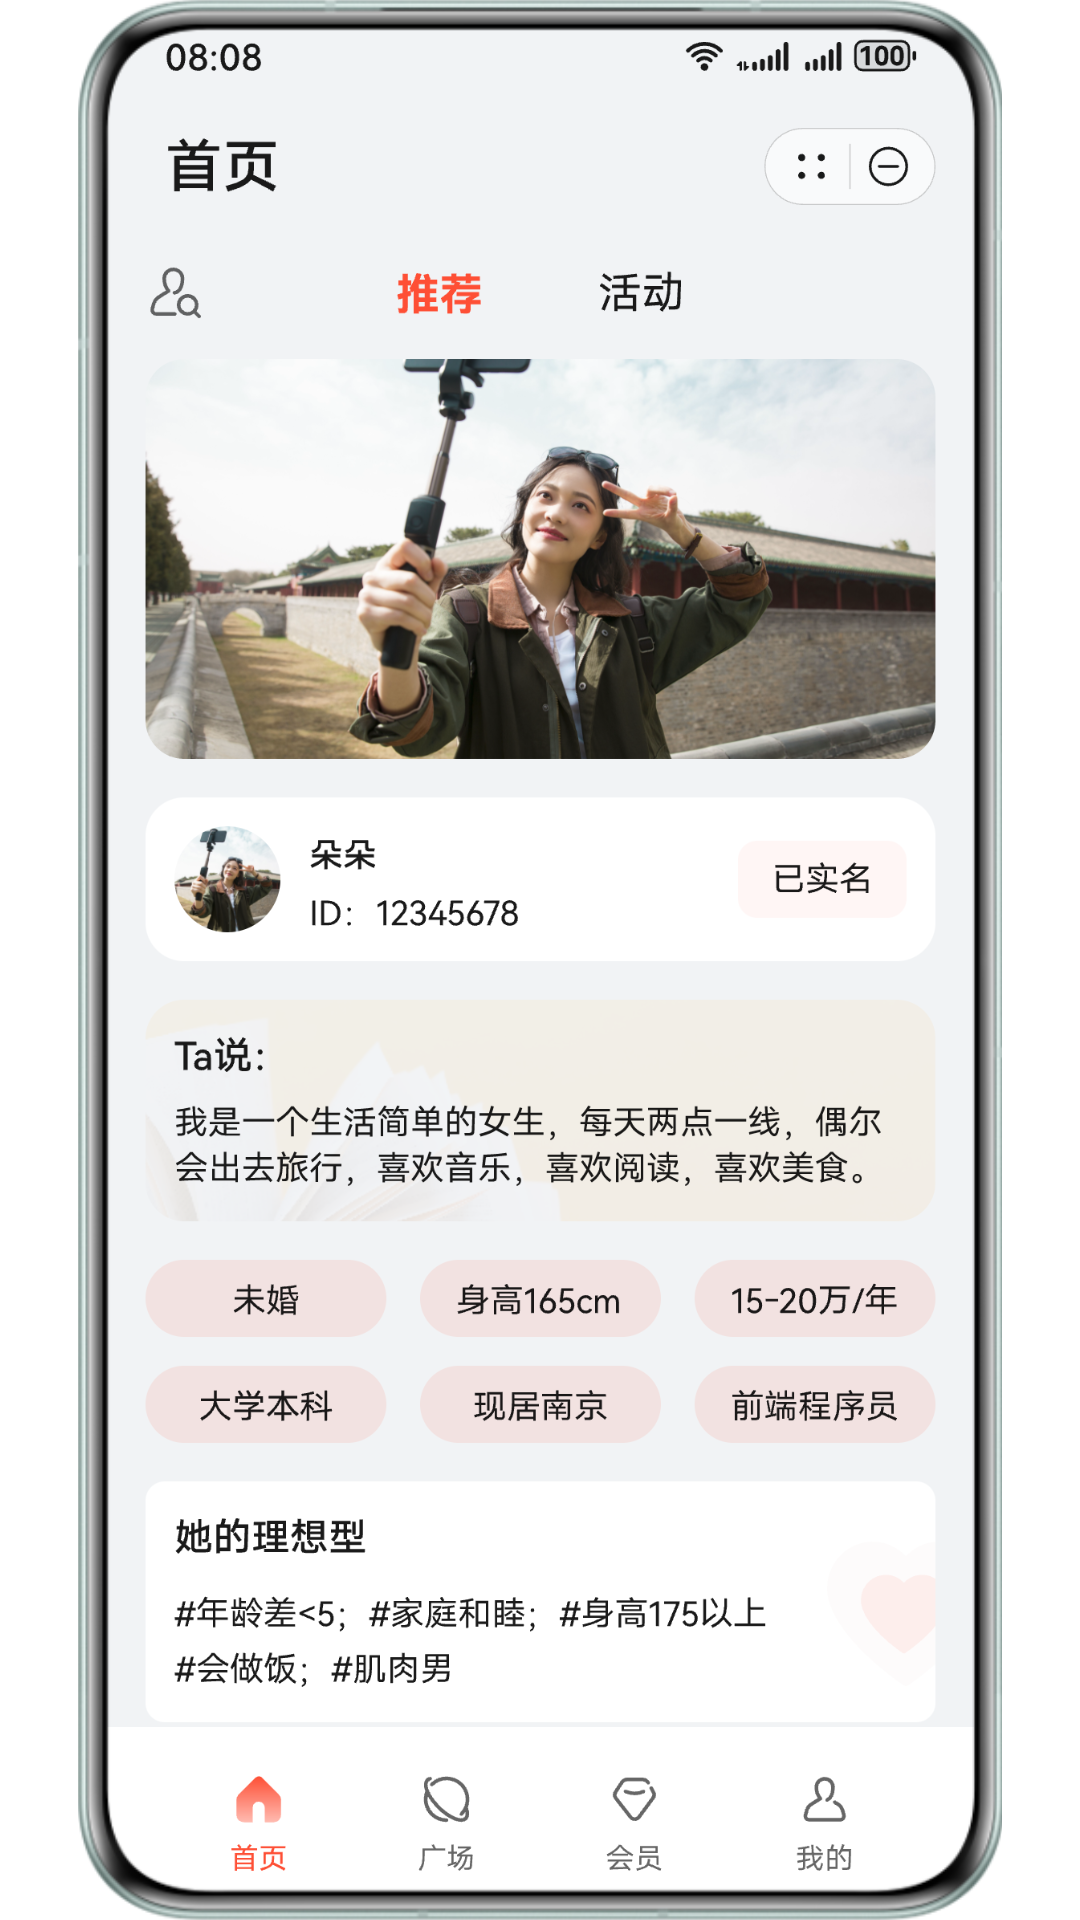 08:08
100
首页
推荐
活动
朵朵
ID：12345678
已实名
Ta说：
我是一个生活简单的女生，每天两点一线，偶尔
会出去旅行，喜欢音乐，喜欢阅读，喜欢美食。
未婚
身高165cm
15-20万/年
大学本科
现居南京
前端程序员
她的理想型
#年龄差<5；#家庭和睦；#身高175以上
#会做饭；#肌肉男
首页
广场
会员
我的